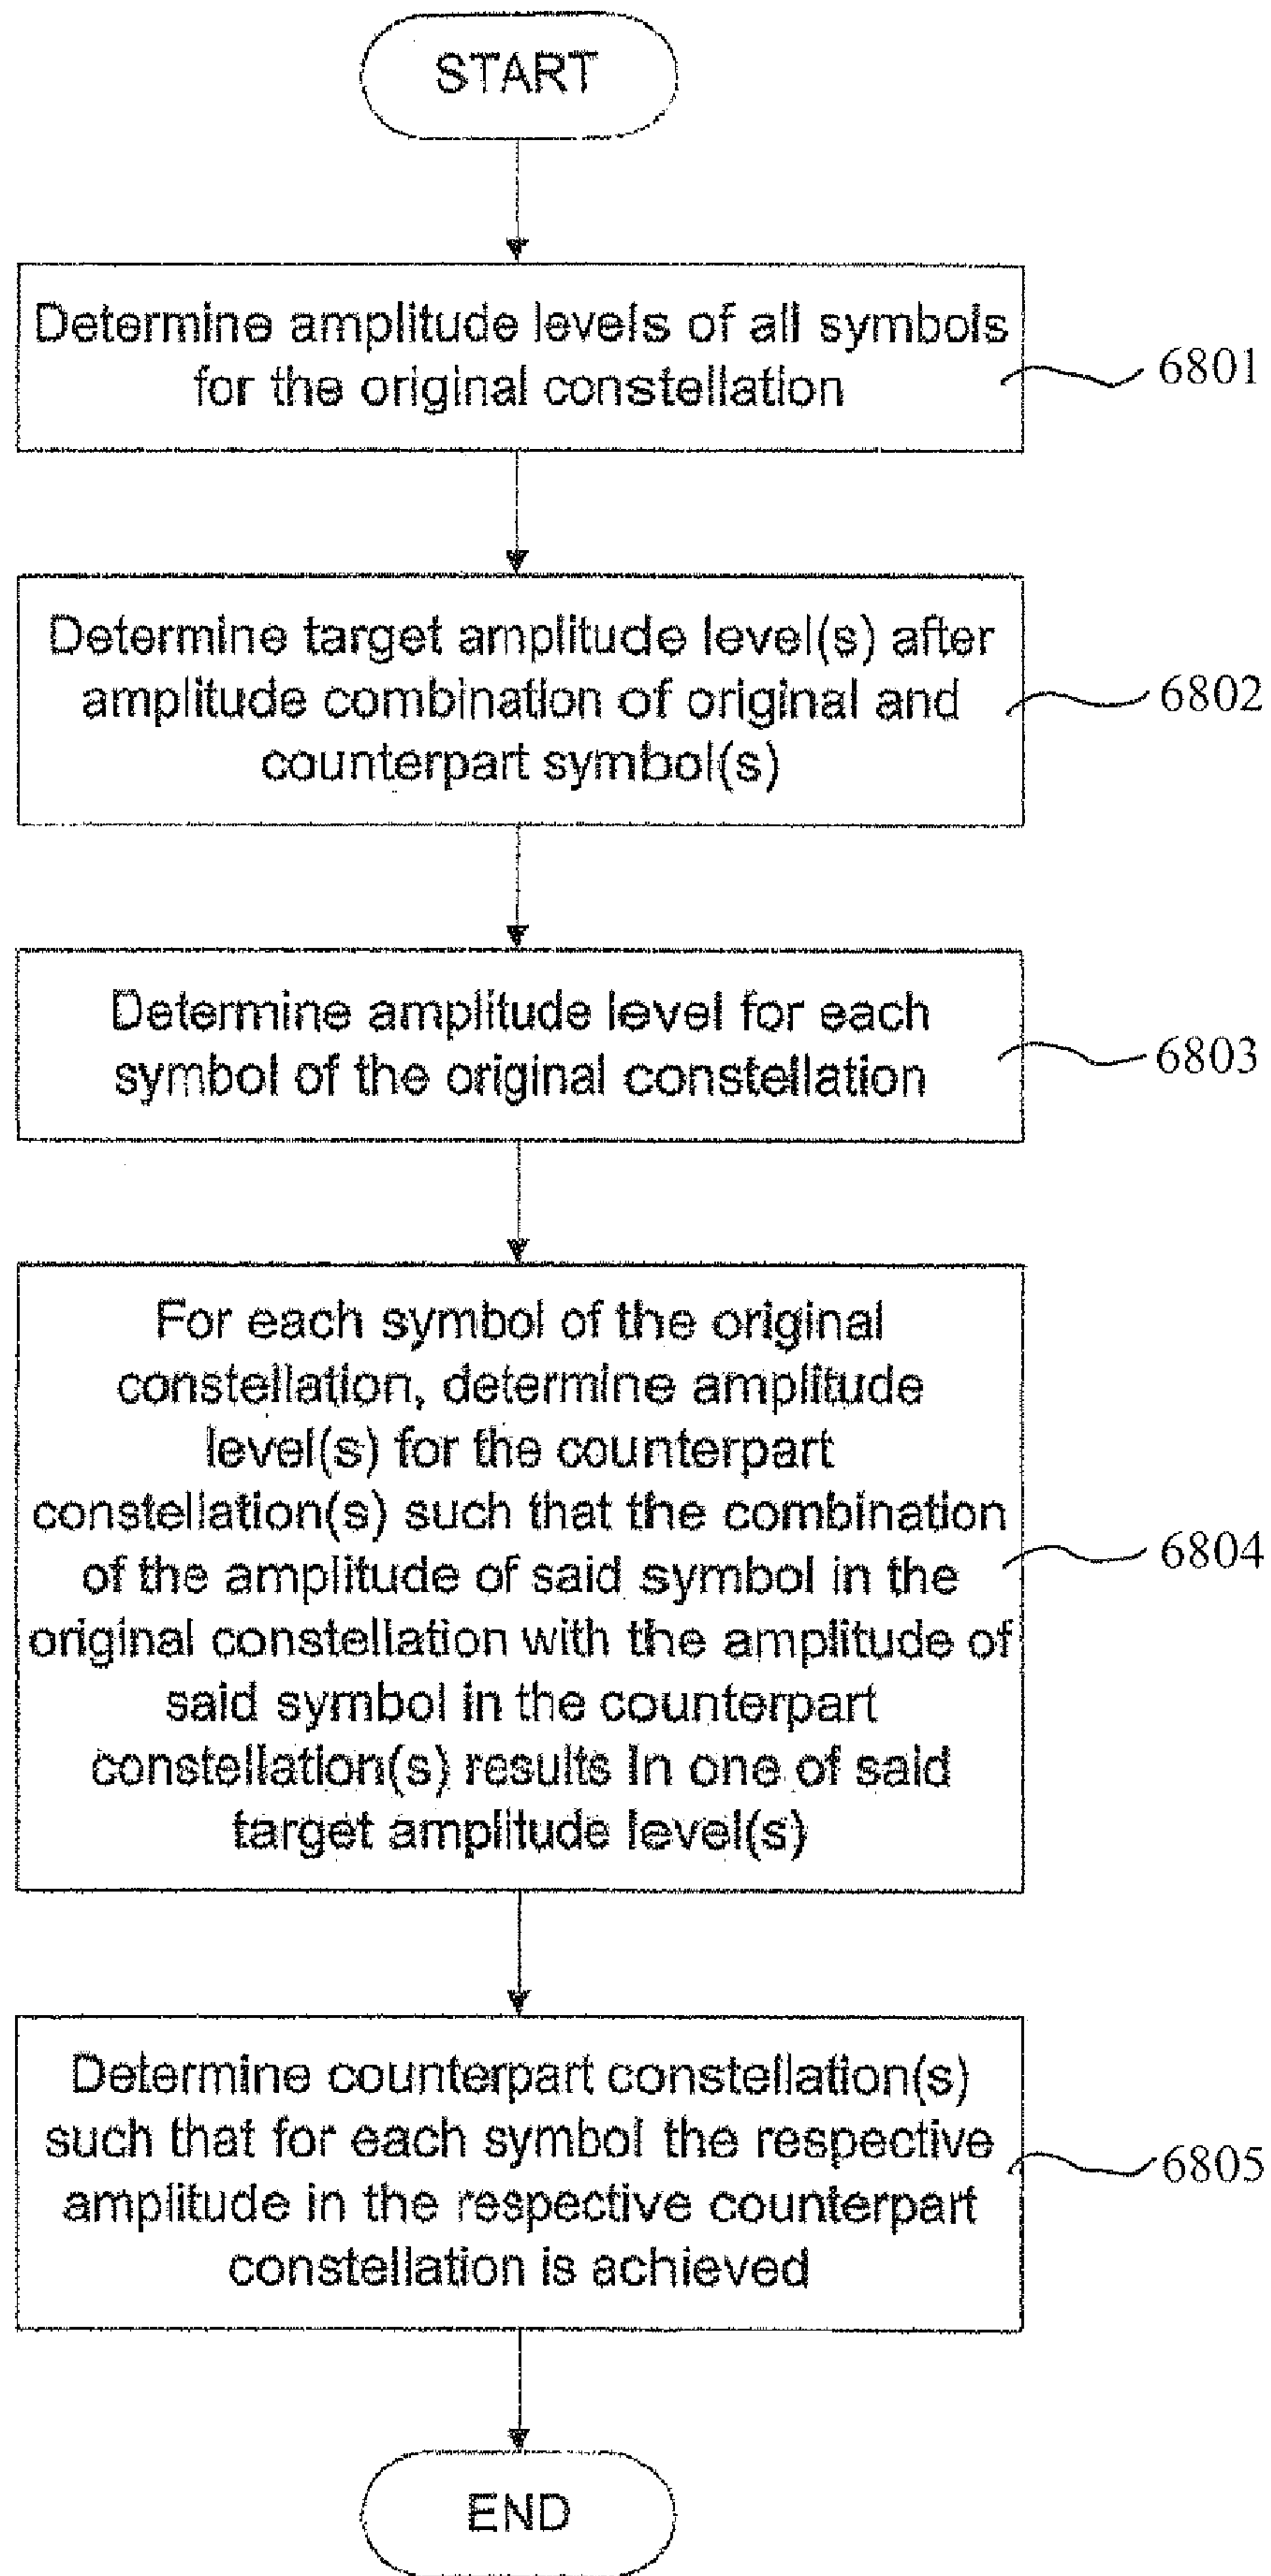 START
Determine amplitude levels of all symbols
for the original constellation
6801
Determine target amplitude level(s) after
amplitude combination of original and
counterpart symbol(s)
6802
Determine amplitude level for each
symbol of the original constellation
6803
For each symbol of the original
constellation, determine amplitude
level(s) for the counterpart
constellation(s) such that the combination
of the amplitude of said symbol in the
original constellation with the amplitude of
said symbol in the counterpart
constellation(s) results in one of said
target amplitude level(s)
6804
Determine counterpart constellation(s)
such that for each symbol the respective
amplitude in the respective counterpart
constellation is achieved
6805
END